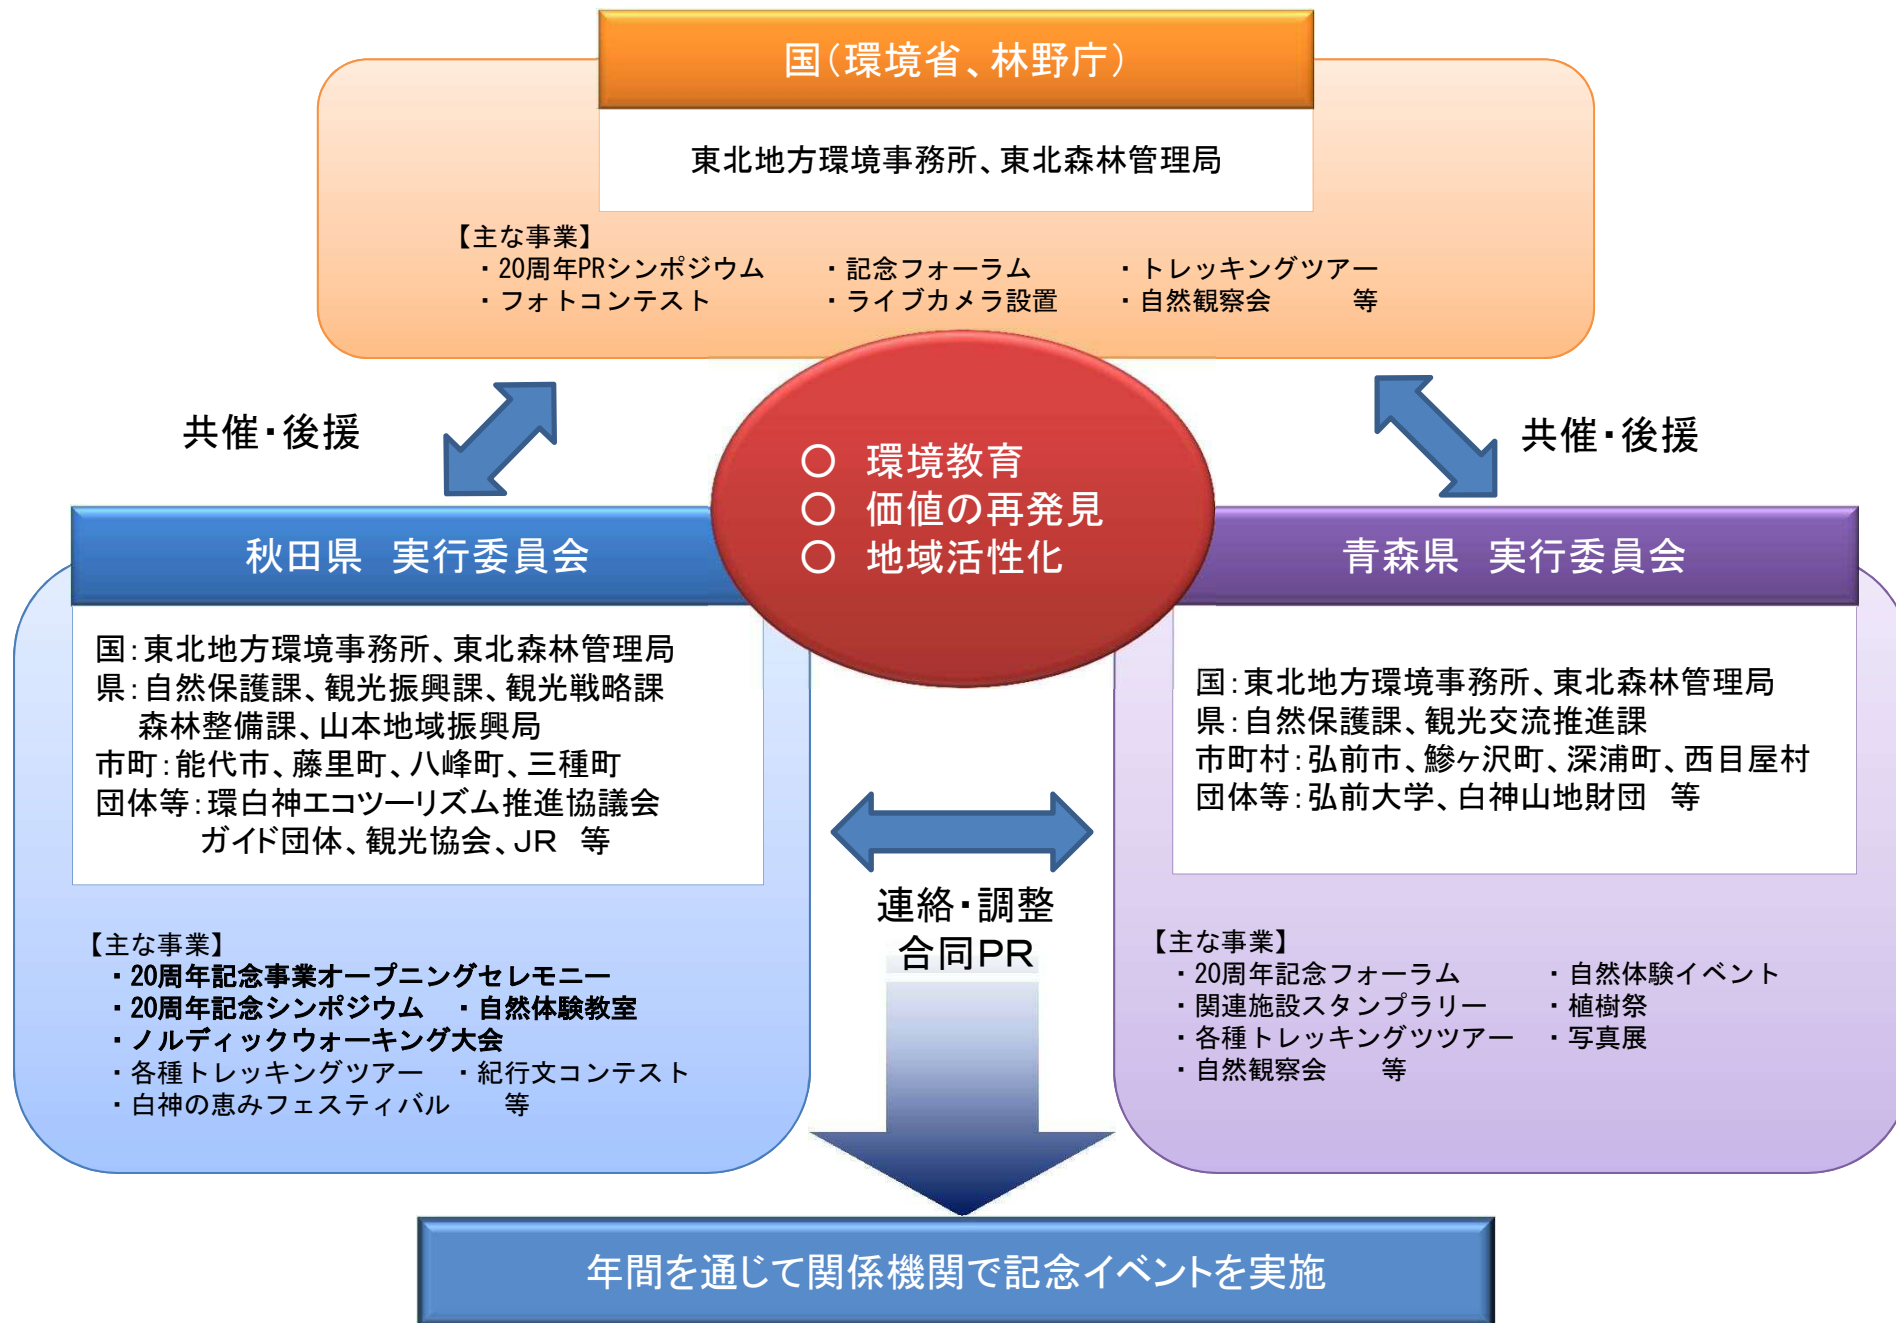 国(環境省、林野庁)
東北地方環境事務所、東北森林管理局
【主な事業】
・20周年PRシンポジウム ・記念フォーラム ・トレッキングツアー
・フォトコンテスト ・ライブカメラ設置 ・自然観察会 等
共催・後援
共催・後援
○ 環境教育
○ 価値の再発見
○ 地域活性化
秋田県 実行委員会
国:東北地方環境事務所、東北森林管理局
県:自然保護課、観光振興課、観光戦略課
森林整備課、山本地域振興局
市町:能代市、藤里町、八峰町、三種町
団体等:環白神エコツーリズム推進協議会
ガイド団体、観光協会、JR 等
【主な事業】
・20周年記念事業オープニングセレモニー
・20周年記念シンポジウム ・自然体験教室
・ノルディックウォーキング大会
・各種トレッキングツアー ・紀行文コンテスト
・白神の恵みフェスティバル 等
青森県 実行委員会
国:東北地方環境事務所、東北森林管理局
県:自然保護課、観光交流推進課
市町村:弘前市、鰺ヶ沢町、深浦町、西目屋村
団体等:弘前大学、白神山地財団 等
【主な事業】
・20周年記念フォーラム ・自然体験イベント
・関連施設スタンプラリー ・植樹祭
・各種トレッキングツツアー ・写真展
・自然観察会 等
連絡・調整
合同PR
年間を通じて関係機関で記念イベントを実施